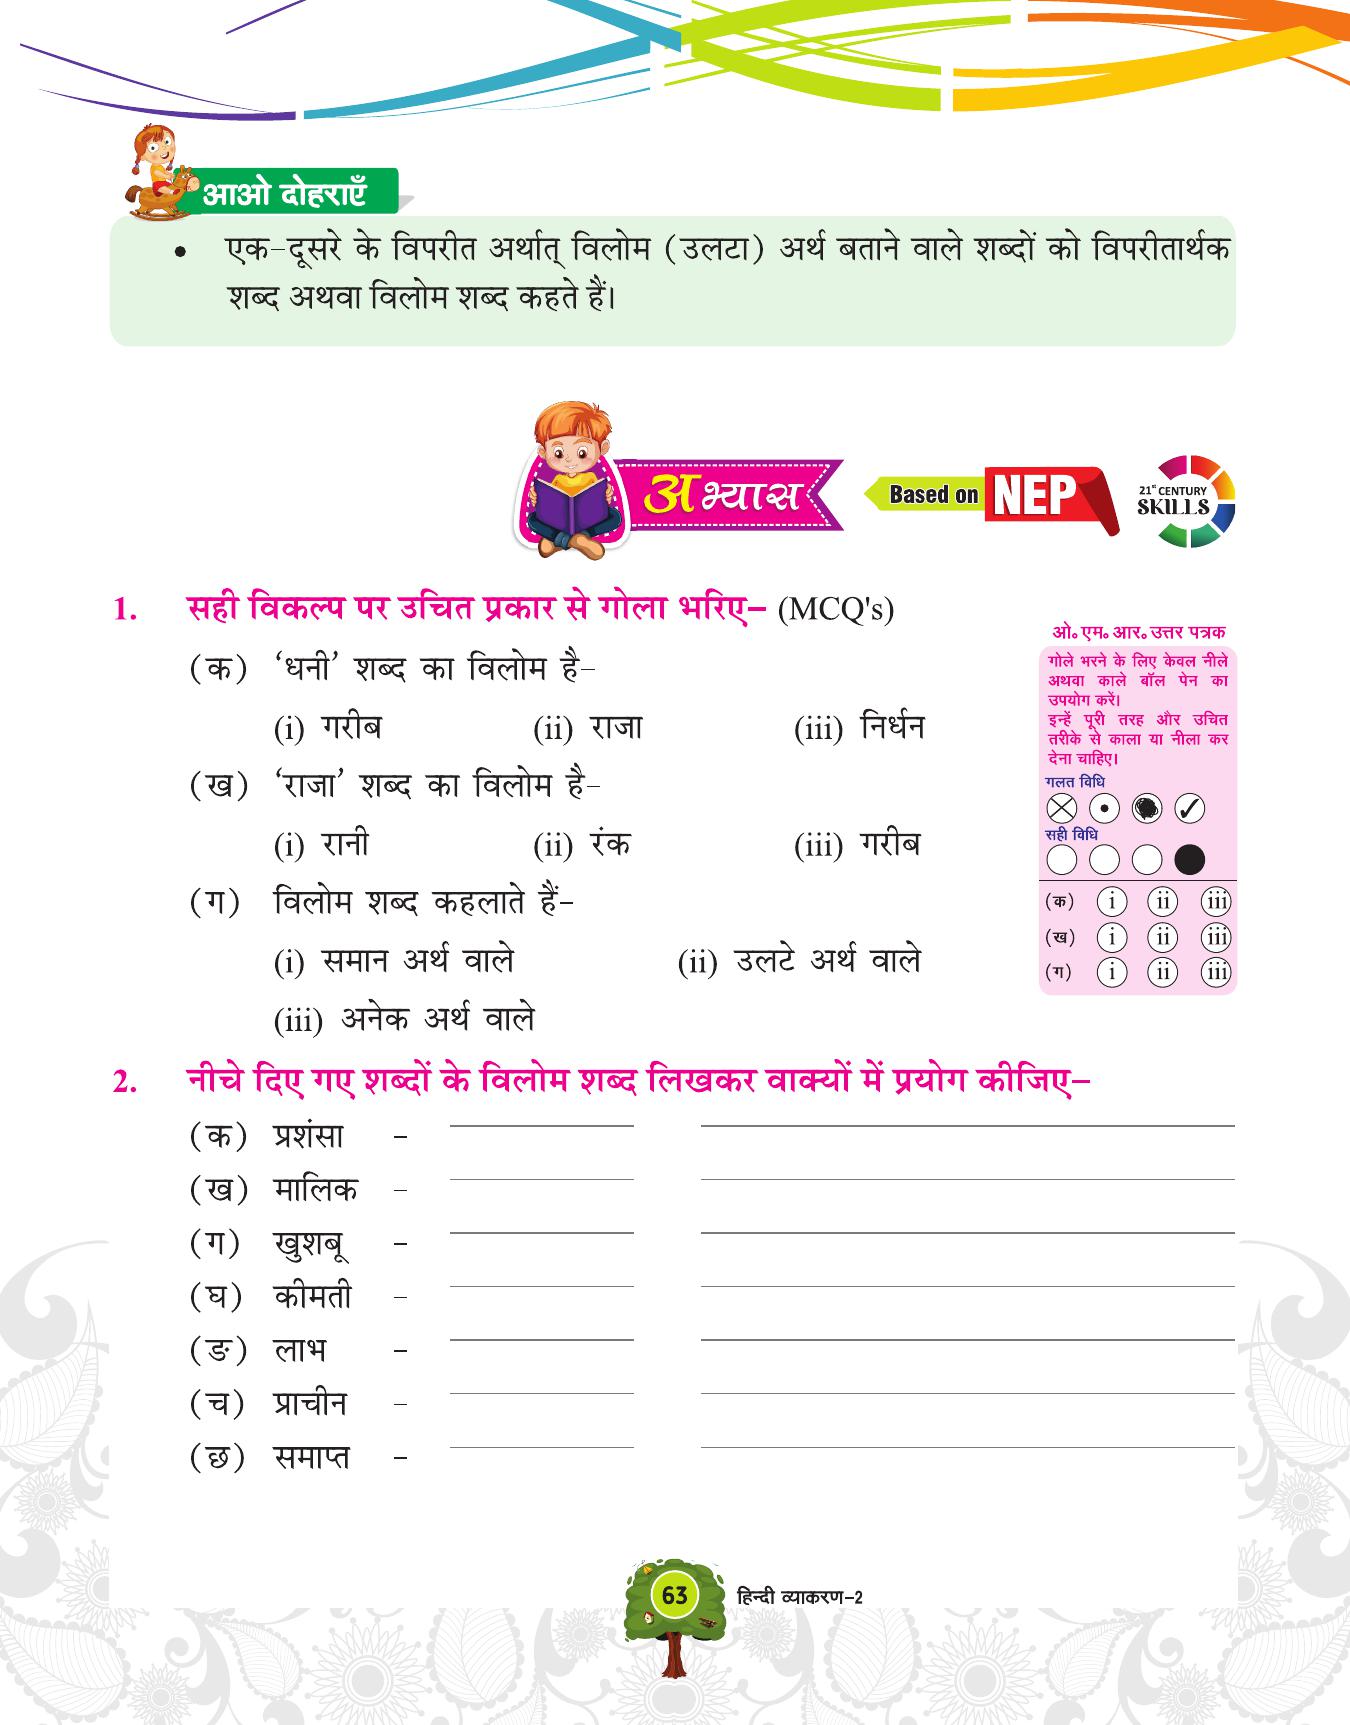 आओ दोहराएँ
• एक-दूसरे के विपरीत अर्थात् विलोम (उलटा) अर्थ बताने वाले शब्दों को विपरीतार्थक
शब्द अथवा विलोम शब्द कहते हैं।
अभ्यास
Based on NEP
21st CENTURY
SKILLS
1. सही विकल्प पर उचित प्रकार से गोला भरिए- (MCQ's)
(क) ‘धनी’ शब्द का विलोम है-
(i) गरीब (ii) राजा (iii) निर्धन
(ख) ‘राजा’ शब्द का विलोम है-
(i) रानी (ii) रंक (iii) गरीब
(ग) विलोम शब्द कहलाते हैं-
(i) समान अर्थ वाले (ii) उलटे अर्थ वाले
(iii) अनेक अर्थ वाले
ओ. एम. आर. उत्तर पत्रक
गोले भरने के लिए केवल नीले
अथवा काले बॉल पेन का
उपयोग करें।
इन्हें पूरी तरह और उचित
तरीके से काला या नीला कर
देना चाहिए।
गलत विधि
सही विधि
(क) i ii iii
(ख) i ii iii
(ग) i ii iii
2. नीचे दिए गए शब्दों के विलोम शब्द लिखकर वाक्यों में प्रयोग कीजिए-
(क) प्रशंसा -
(ख) मालिक -
(ग) खुशबू -
(घ) कीमती -
(ङ) लाभ -
(च) प्राचीन -
(छ) समाप्त -
63 हिन्दी व्याकरण-2